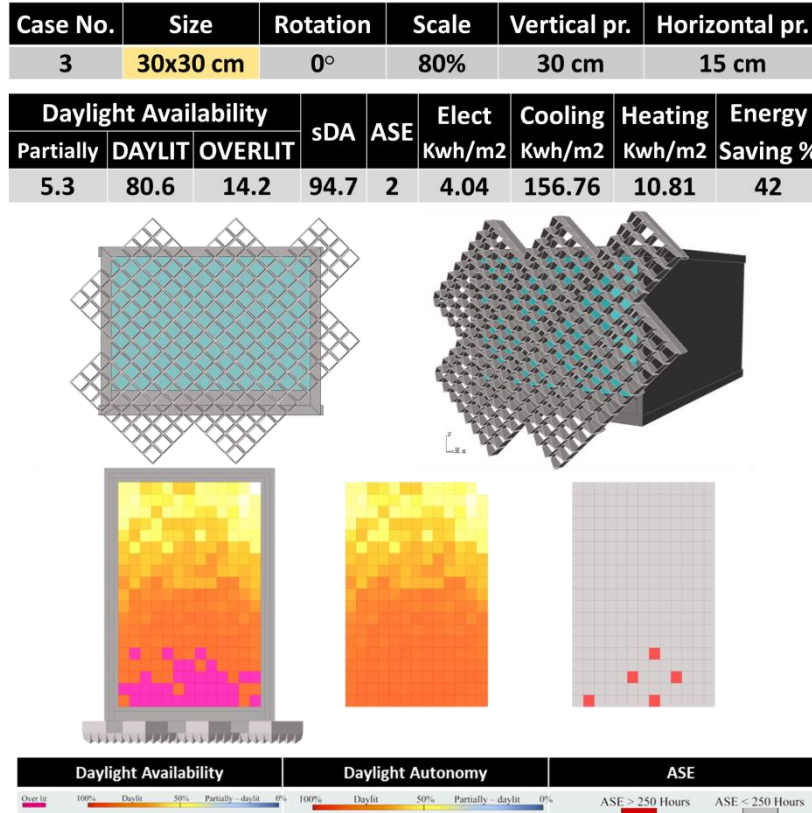 Case No. Size Rotation Scale Vertical pr. Horizontal pr.
3 30x30 cm 0° 80% 30 cm 15 cm
Daylight Availability sDA ASE Elect Cooling Heating Energy
Partially DAYLIT OVERLIT Kwh/m2 Kwh/m2 Kwh/m2 Saving %
5.3 80.6 14.2 94.7 2 4.04 156.76 10.81 42
z
x
Daylight Availability Daylight Autonomy ASE
Over lit 100% Daylit 50% Partially - daylit 0% 100% Daylit 50% Partially - daylit 0% ASE > 250 Hours ASE < 250 Hours